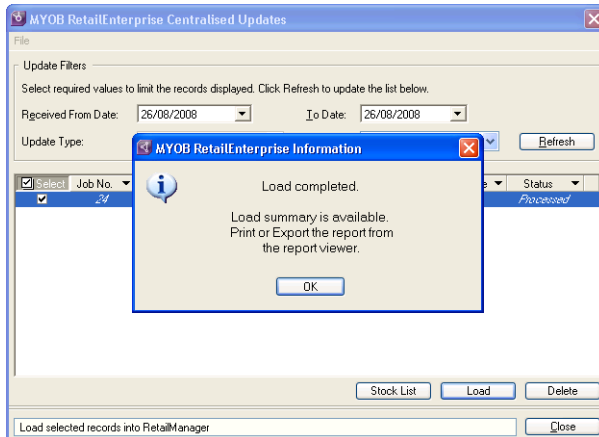 MYOB RetailEnterprise Centralised Updates
File
Update Filters
Select required values to limit the records displayed. Click Refresh to update the list below.
Received From Date: 26/08/2008 To Date: 26/08/2008
Update Type: Refresh
MYOB RetailEnterprise Information
Load completed.
Load summary is available.
Print or Export the report from
the report viewer.
OK
Select Job No. Status
24 Processed
Stock List Load Delete
Load selected records into RetailManager Close